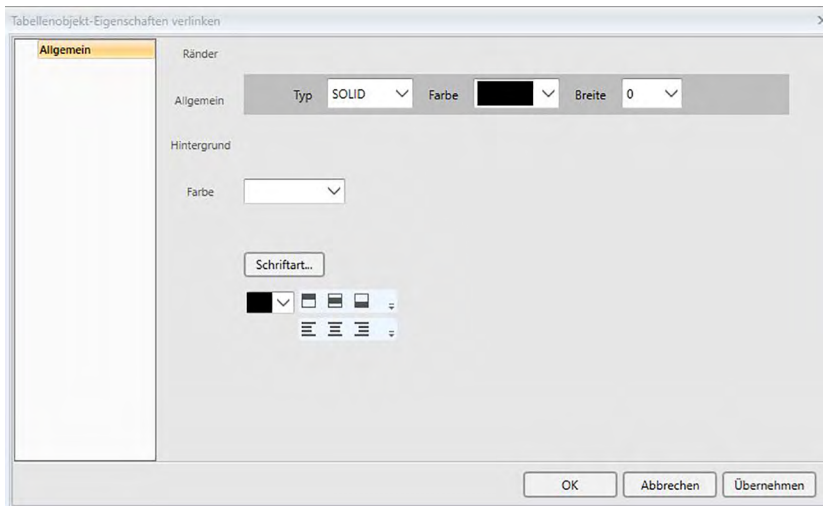 Tabellenobjekt-Eigenschaften verlinken
Allgemein
Ränder
Allgemein Typ SOLID Farbe Breite 0
Hintergrund
Farbe
Schriftart...
OK Abbrechen Übernehmen